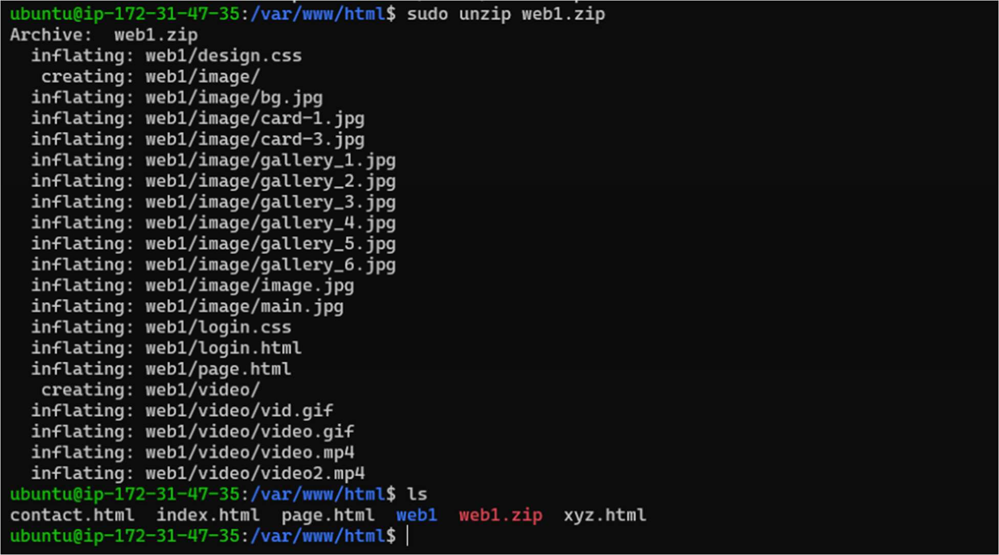 ubuntu@ip-172-31-47-35:/var/www/html$ sudo unzip web1.zip
Archive:  web1.zip
  inflating: web1/design.css
   creating: web1/image/
  inflating: web1/image/bg.jpg
  inflating: web1/image/card-1.jpg
  inflating: web1/image/card-3.jpg
  inflating: web1/image/gallery_1.jpg
  inflating: web1/image/gallery_2.jpg
  inflating: web1/image/gallery_3.jpg
  inflating: web1/image/gallery_4.jpg
  inflating: web1/image/gallery_5.jpg
  inflating: web1/image/gallery_6.jpg
  inflating: web1/image/image.jpg
  inflating: web1/image/main.jpg
  inflating: web1/login.css
  inflating: web1/login.html
  inflating: web1/page.html
   creating: web1/video/
  inflating: web1/video/vid.gif
  inflating: web1/video/video.gif
  inflating: web1/video/video.mp4
  inflating: web1/video/video2.mp4
ubuntu@ip-172-31-47-35:/var/www/html$ ls
contact.html  index.html  page.html  web1  web1.zip  xyz.html
ubuntu@ip-172-31-47-35:/var/www/html$